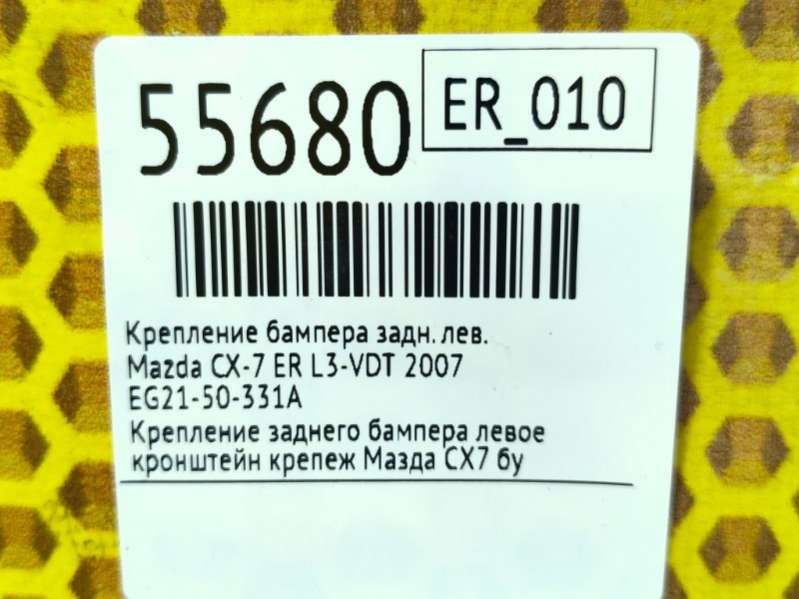 55680
ER_010
Крепление бампера задн. лев.
Mazda CX-7 ER L3-VDT 2007
EG21-50-331A
Крепление заднего бампера левое
кронштейн крепеж Мазда СХ7 бу